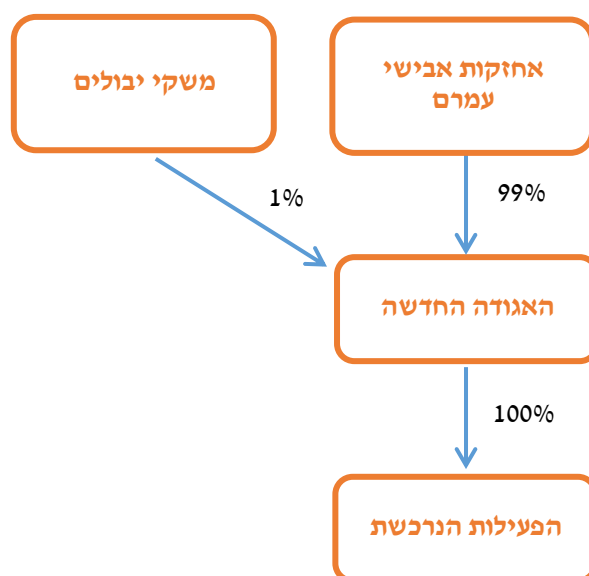 אחזקות אבישי
עמרם
משקי יבולים
99%
1%
האגודה החדשה
100%
הפעילות הנרכשת